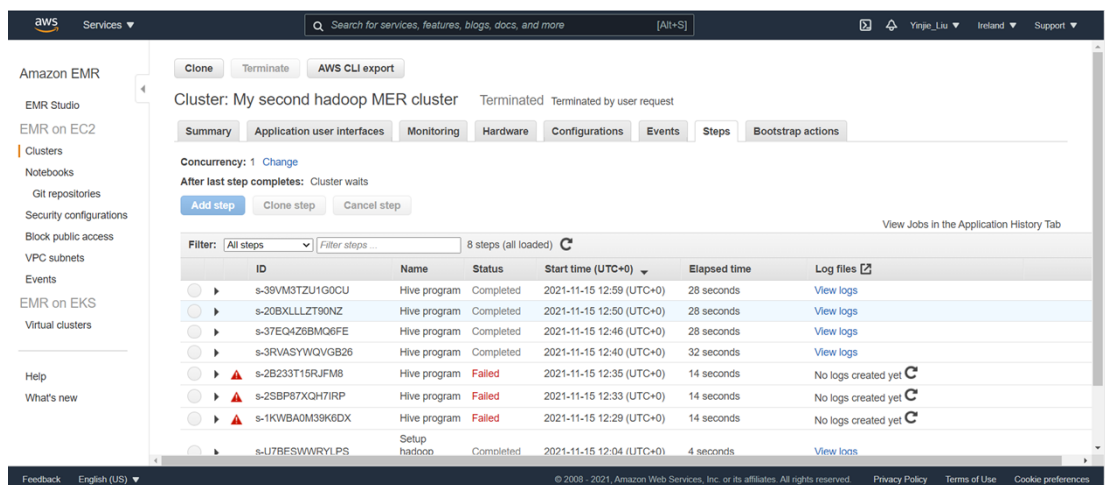 aws Services Search for services, features, blogs, docs, and more [Alt+S] Yinjie_Liu Ireland Support
Amazon EMR
EMR Studio
EMR on EC2
Clusters
Notebooks
Git repositories
Security configurations
Block public access
VPC subnets
Events
EMR on EKS
Virtual clusters
Help
What's new
Clone Terminate AWS CLI export
Cluster: My second hadoop MER cluster Terminated Terminated by user request
Summary Application user interfaces Monitoring Hardware Configurations Events Steps Bootstrap actions
Concurrency: 1 Change
After last step completes: Cluster waits
Add step Clone step Cancel step
View Jobs in the Application History Tab
Filter: All steps Filter steps ... 8 steps (all loaded)
ID Name Status Start time (UTC+0) Elapsed time Log files
s-39VM3TZU1G0CU Hive program Completed 2021-11-15 12:59 (UTC+0) 28 seconds View logs
s-20BXLLLZT90NZ Hive program Completed 2021-11-15 12:50 (UTC+0) 28 seconds View logs
s-37EQ4Z6BMQ6FE Hive program Completed 2021-11-15 12:46 (UTC+0) 28 seconds View logs
s-3RVASYWQVGB26 Hive program Completed 2021-11-15 12:40 (UTC+0) 32 seconds View logs
s-2B233T15RJFM8 Hive program Failed 2021-11-15 12:35 (UTC+0) 14 seconds No logs created yet
s-2SBP87XQH7IRP Hive program Failed 2021-11-15 12:33 (UTC+0) 14 seconds No logs created yet
s-1KWBA0M39K6DX Hive program Failed 2021-11-15 12:29 (UTC+0) 14 seconds No logs created yet
s-U7BESWWRYLPS Setup hadoop Completed 2021-11-15 12:04 (UTC+0) 4 seconds View logs
Feedback English (US) © 2008 - 2021, Amazon Web Services, Inc. or its affiliates. All rights reserved. Privacy Policy Terms of Use Cookie preferences